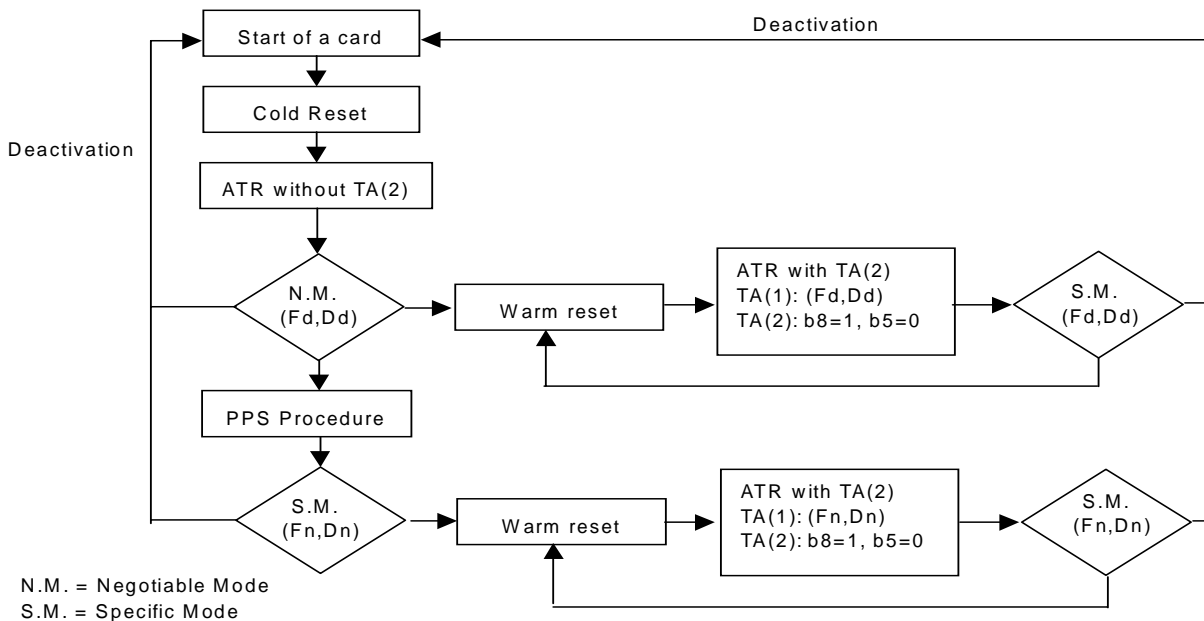 Deactivation
Start of a card
Cold Reset
Deactivation
ATR without TA(2)
N.M.
(Fd,Dd)
Warm reset
ATR with TA(2)
TA(1): (Fd,Dd)
TA(2): b8=1, b5=0
S.M.
(Fd,Dd)
PPS Procedure
S.M.
(Fn,Dn)
Warm reset
ATR with TA(2)
TA(1): (Fn,Dn)
TA(2): b8=1, b5=0
S.M.
(Fn,Dn)
N.M. = Negotiable Mode
S.M. = Specific Mode